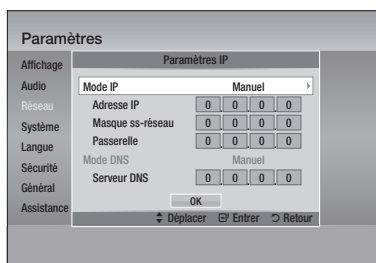 Paramètres
Affichage
Audio
Réseau
Système
Langue
Sécurité
Général
Assistance
Paramètres IP
Mode IP Manuel
Adresse IP 0 . 0 . 0 . 0
Masque ss-réseau 0 . 0 . 0 . 0
Passerelle 0 . 0 . 0 . 0
Mode DNS Manuel
Serveur DNS 0 . 0 . 0 . 0
OK
Déplacer Entrer Retour